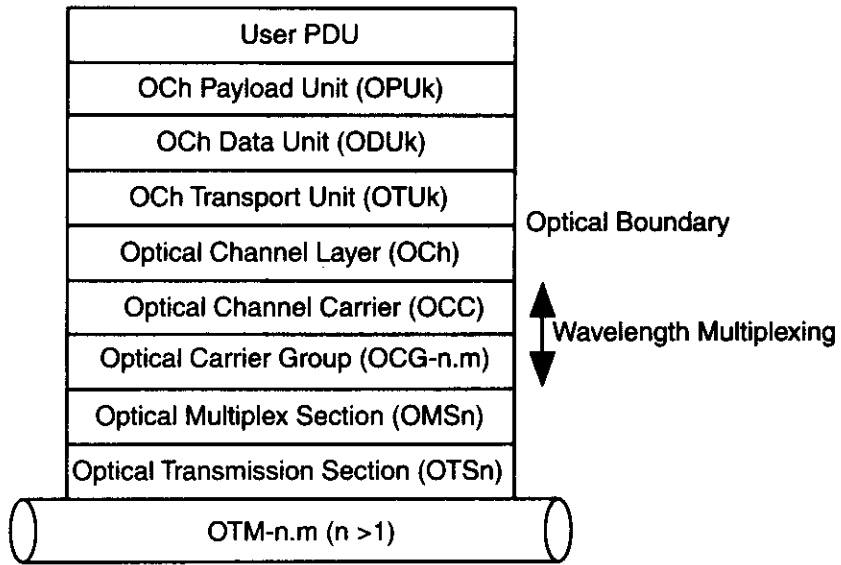 User PDU
OCh Payload Unit (OPUk)
OCh Data Unit (ODUk)
OCh Transport Unit (OTUk)
Optical Boundary
Optical Channel Layer (OCh)
Optical Channel Carrier (OCC)
Wavelength Multiplexing
Optical Carrier Group (OCG-n.m)
Optical Multiplex Section (OMSn)
Optical Transmission Section (OTSn)
OTM-n.m (n >1)